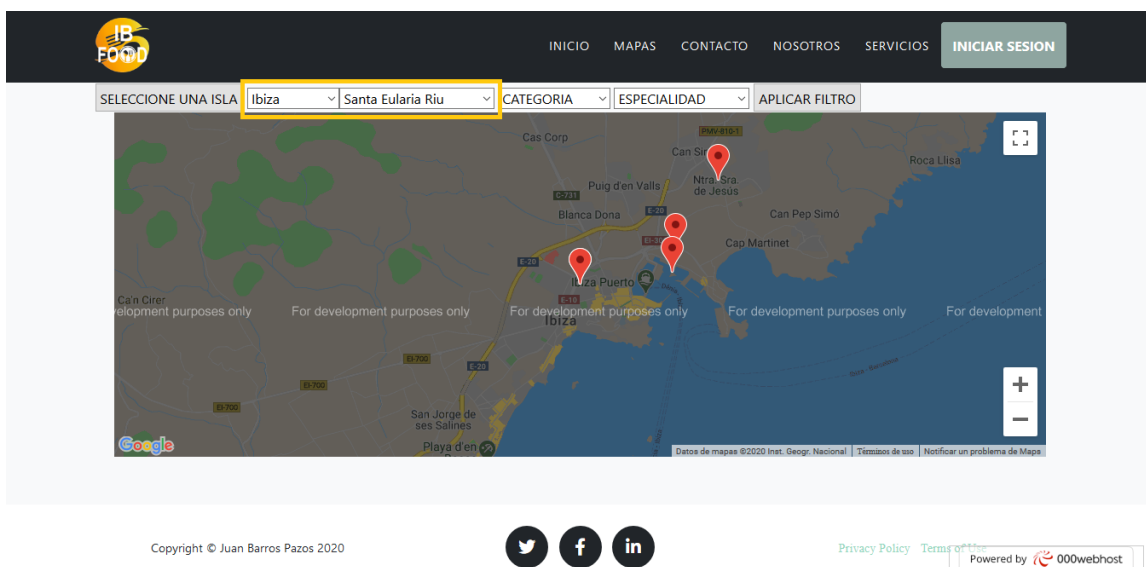 IB
FOOD
INICIO MAPAS CONTACTO NOSOTROS SERVICIOS INICIAR SESION
SELECCIONE UNA ISLA Ibiza Santa Eularia Riu CATEGORIA ESPECIALIDAD APLICAR FILTRO
Cas Corp
PMV-810-1
Can Sir
Roca Llisa
Puig d'en Valls
Ntra. Sra.
de Jesús
C-731
Blanca Dona
E-20
Can Pep Simó
Cap Martinet
E-20
Ibiza Puerto
E-10
Ca'n Cirer
elopment purposes only For development purposes only For development purposes only For development purposes only For development
Ibiza
EI-700
E-20
EI-700
EI-700
San Jorge de
ses Salines
Playa d'en
Google
Datos de mapas ©2020 Inst. Geogr. Nacional Términos de uso Notificar un problema de Maps
Copyright © Juan Barros Pazos 2020
Privacy Policy Terms of Use
Powered by 000webhost